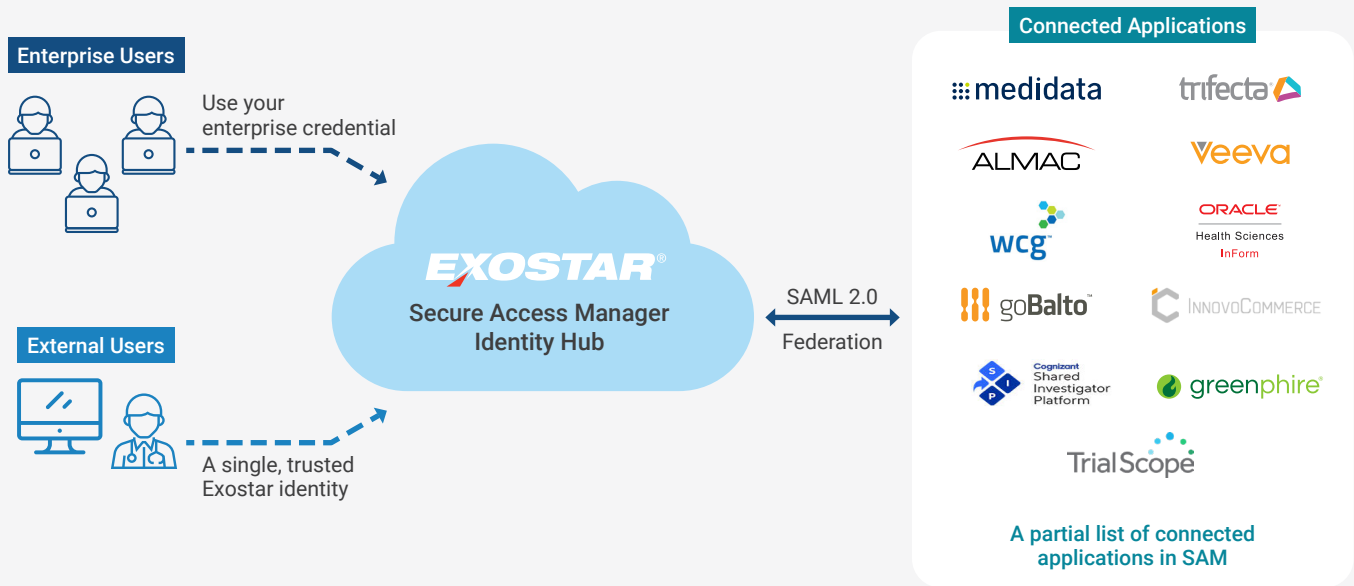 Enterprise Users
Use your
enterprise credential
External Users
A single, trusted
Exostar identity
EXOSTAR®
Secure Access Manager
Identity Hub
SAML 2.0
Federation
Connected Applications
medidata
trifecta
ALMAC
veeva
wcg™
ORACLE
Health Sciences
InForm
goBalto™
INNOVOCOMMERCE
S I P
Cognizant
Shared
Investigator
Platform
greenphire®
TrialScope
A partial list of connected
applications in SAM